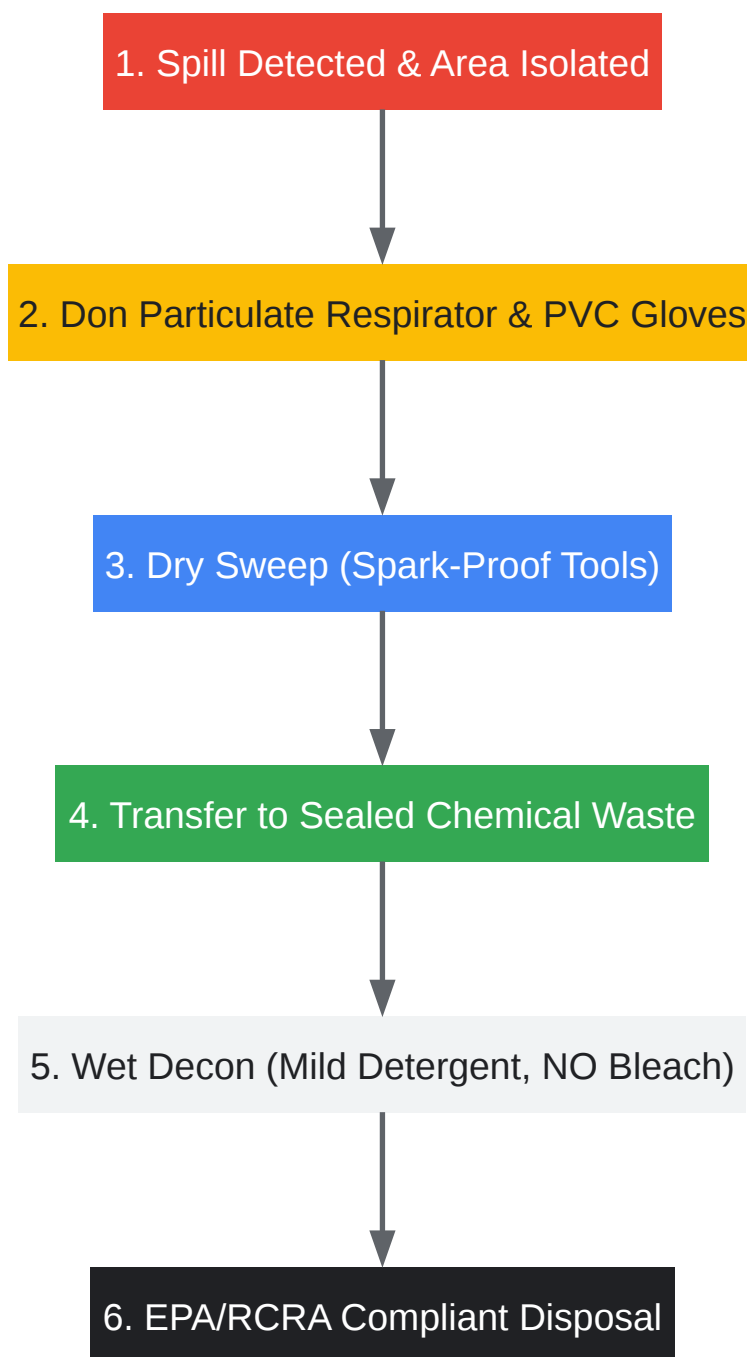 1. Spill Detected & Area Isolated
2. Don Particulate Respirator & PVC Gloves
3. Dry Sweep (Spark-Proof Tools)
4. Transfer to Sealed Chemical Waste
5. Wet Decon (Mild Detergent, NO Bleach)
6. EPA/RCRA Compliant Disposal